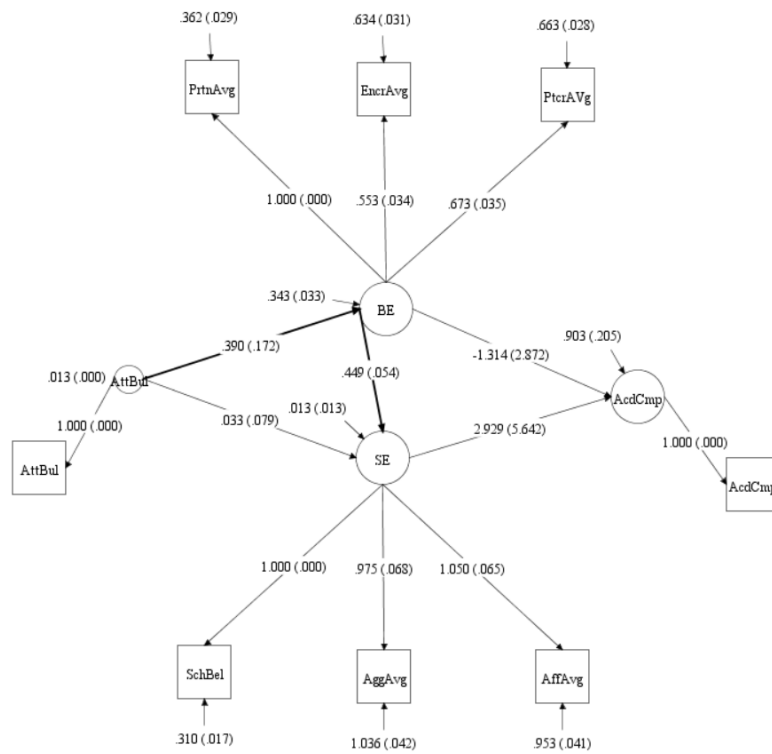 .362 (.029)
.634 (.031)
.663 (.028)
PrtnAvg
EncrAvg
PtcrAVg
1.000 (.000)
.553 (.034)
.673 (.035)
.343 (.033)
BE
.390 (.172)
.903 (.205)
-1.314 (2.872)
.013 (.000)
AttBul
.449 (.054)
AcdCmp
.033 (.079)
.013 (.013)
1.000 (.000)
2.929 (5.642)
1.000 (.000)
SE
AttBul
AcdCmp
1.000 (.000)
.975 (.068)
1.050 (.065)
SchBel
AggAvg
AffAvg
.310 (.017)
1.036 (.042)
.953 (.041)